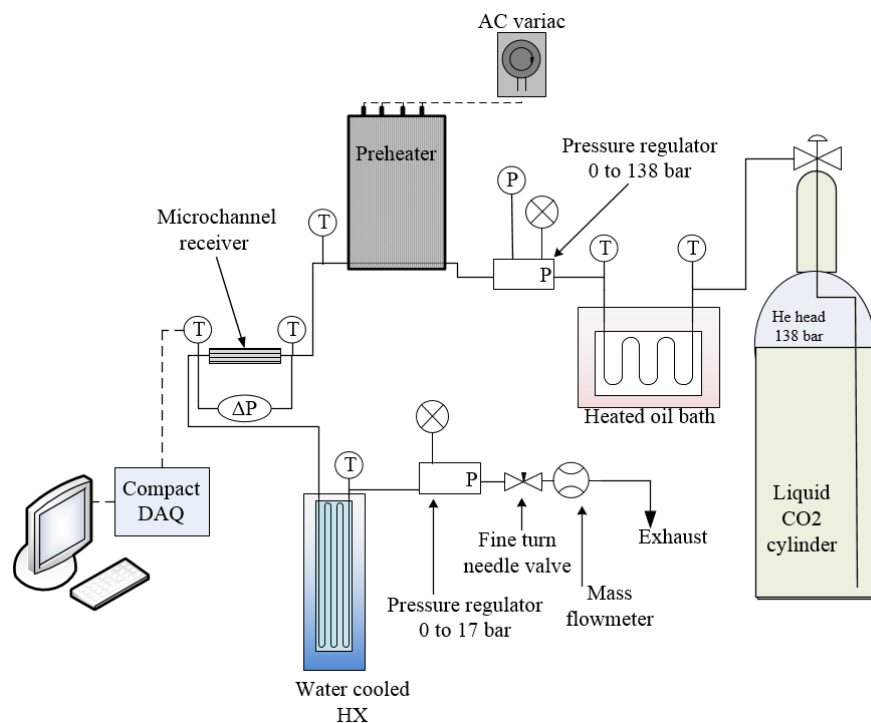 AC variac
Preheater
Pressure regulator
0 to 138 bar
Microchannel
receiver
P
T
P
T
T
T
T
ΔP
He head
138 bar
Heated oil bath
T
P
Compact
DAQ
Liquid
CO2
cylinder
Fine turn
needle valve
Exhaust
Pressure regulator
0 to 17 bar
Mass
flowmeter
Water cooled
HX